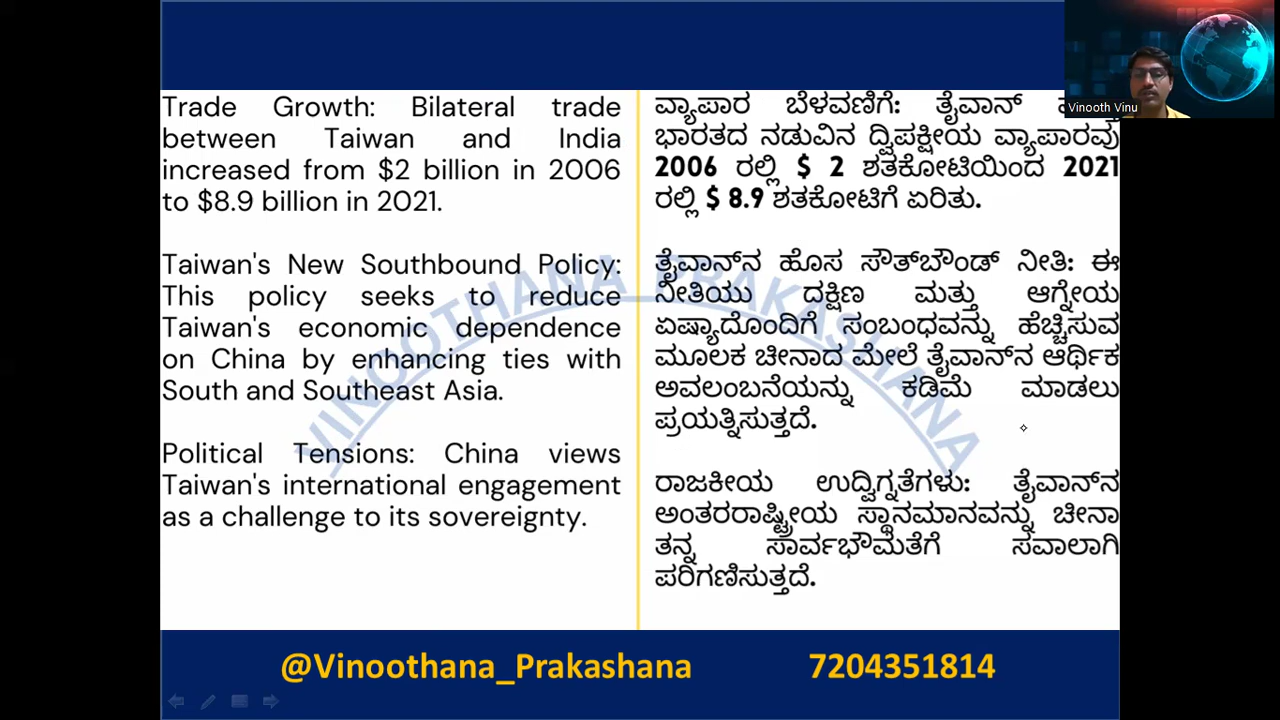 Vinooth Vinu
Trade Growth: Bilateral trade
between Taiwan and India
increased from $2 billion in 2006
to $8.9 billion in 2021.
Taiwan's New Southbound Policy:
This policy seeks to reduce
Taiwan's economic dependence
on China by enhancing ties with
South and Southeast Asia.
Political Tensions: China views
Taiwan's international engagement
as a challenge to its sovereignty.
ವ್ಯಾಪಾರ ಬೆಳವಣಿಗೆ: ತೈವಾನ್
ಭಾರತದ ನಡುವಿನ ದ್ವಿಪಕ್ಷೀಯ ವ್ಯಾಪಾರವು
2006 ರಲ್ಲಿ $ 2 ಶತಕೋಟಿಯಿಂದ 2021
ರಲ್ಲಿ $ 8.9 ಶತಕೋಟಿಗೆ ಏರಿತು.
ತೈವಾನ್‌ನ ಹೊಸ ಸೌತ್‌ಬೌಂಡ್ ನೀತಿ: ಈ
ನೀತಿಯು ದಕ್ಷಿಣ ಮತ್ತು ಆಗ್ನೇಯ
ಏಷ್ಯಾದೊಂದಿಗೆ ಸಂಬಂಧವನ್ನು ಹೆಚ್ಚಿಸುವ
ಮೂಲಕ ಚೀನಾದ ಮೇಲೆ ತೈವಾನ್‌ನ ಆರ್ಥಿಕ
ಅವಲಂಬನೆಯನ್ನು ಕಡಿಮೆ ಮಾಡಲು
ಪ್ರಯತ್ನಿಸುತ್ತದೆ.
ರಾಜಕೀಯ ಉದ್ವಿಗ್ನತೆಗಳು: ತೈವಾನ್‌ನ
ಅಂತರರಾಷ್ಟ್ರೀಯ ಸ್ಥಾನಮಾನವನ್ನು ಚೀನಾ
ತನ್ನ ಸಾರ್ವಭೌಮತೆಗೆ ಸವಾಲಾಗಿ
ಪರಿಗಣಿಸುತ್ತದೆ.
VINOOTHANA_PRAKASHANA
@Vinoothana_Prakashana 7204351814